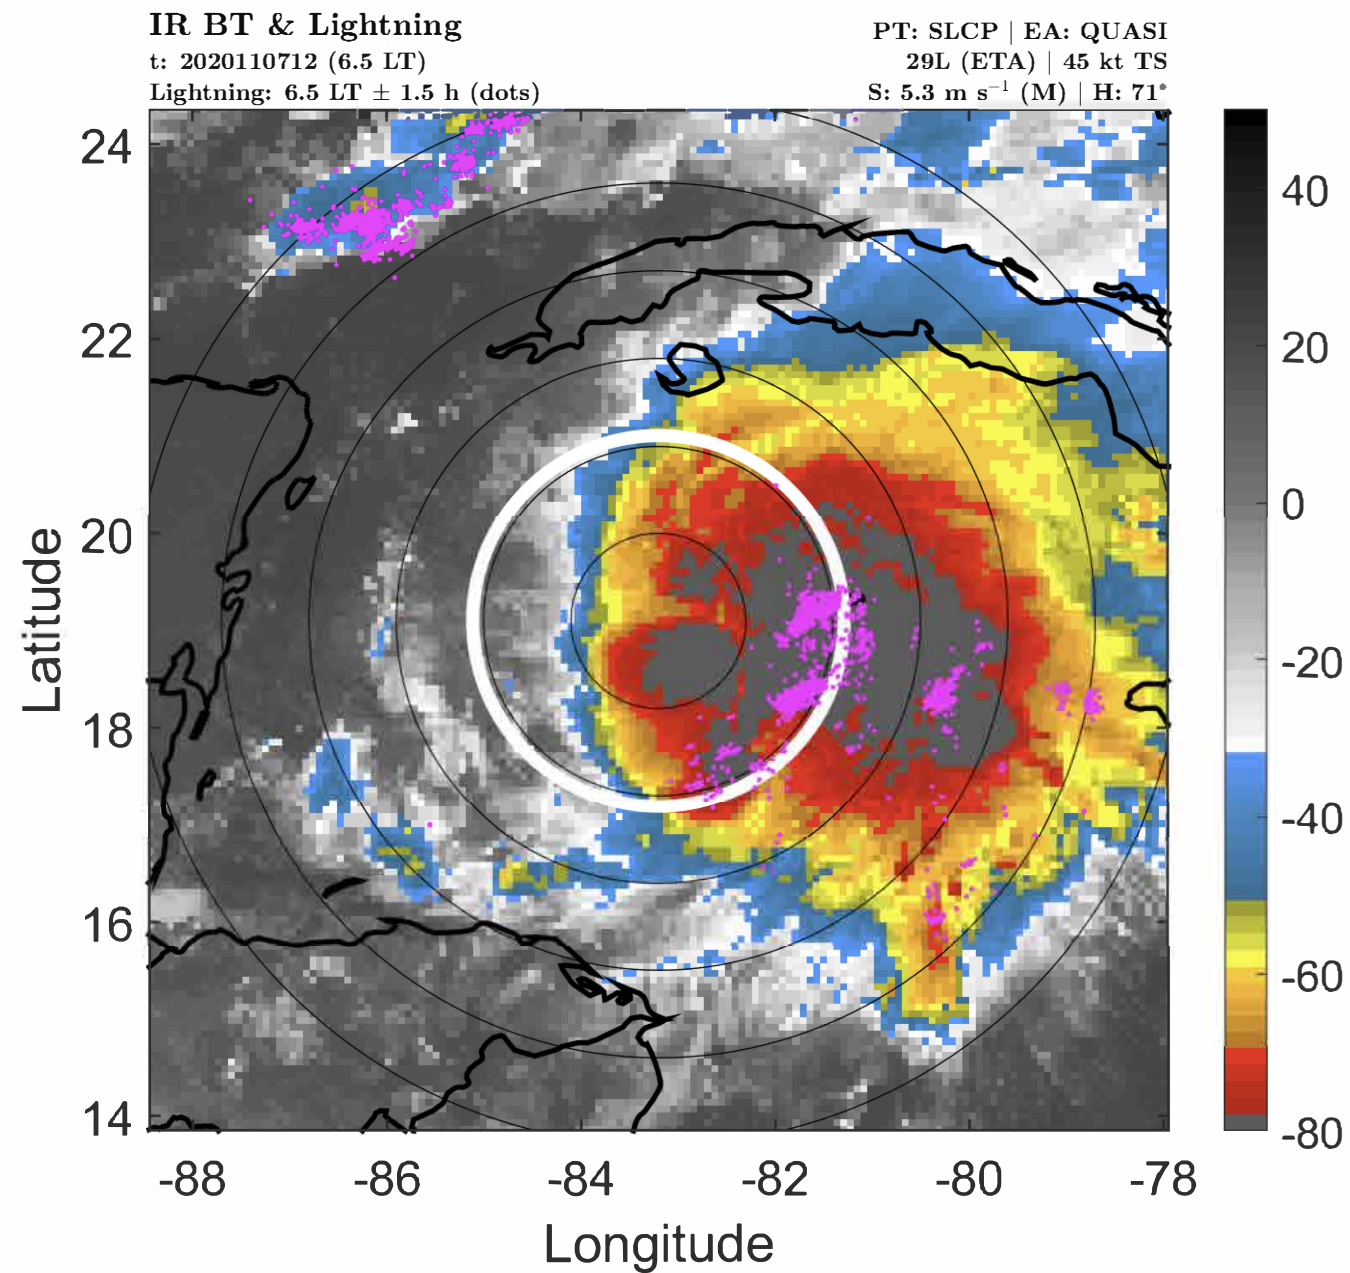 IR BT & Lightning
t: 2020110712 (6.5 LT)
Lightning: 6.5 LT ± 1.5 h (dots)
PT: SLCP | EA: QUASI
29L (ETA) | 45 kt TS
S: 5.3 m s⁻¹ (M) | H: 71°
24
22
20
18
16
14
Latitude
-88
-86
-84
-82
-80
-78
Longitude
40
20
0
-20
-40
-60
-80